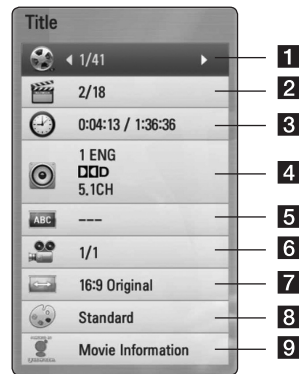 Title
1/41
1
2/18
2
0:04:13 / 1:36:36
3
1 ENG
DD D
5.1CH
4
ABC
---
5
1/1
6
16:9 Original
7
Standard
8
Movie Information
9